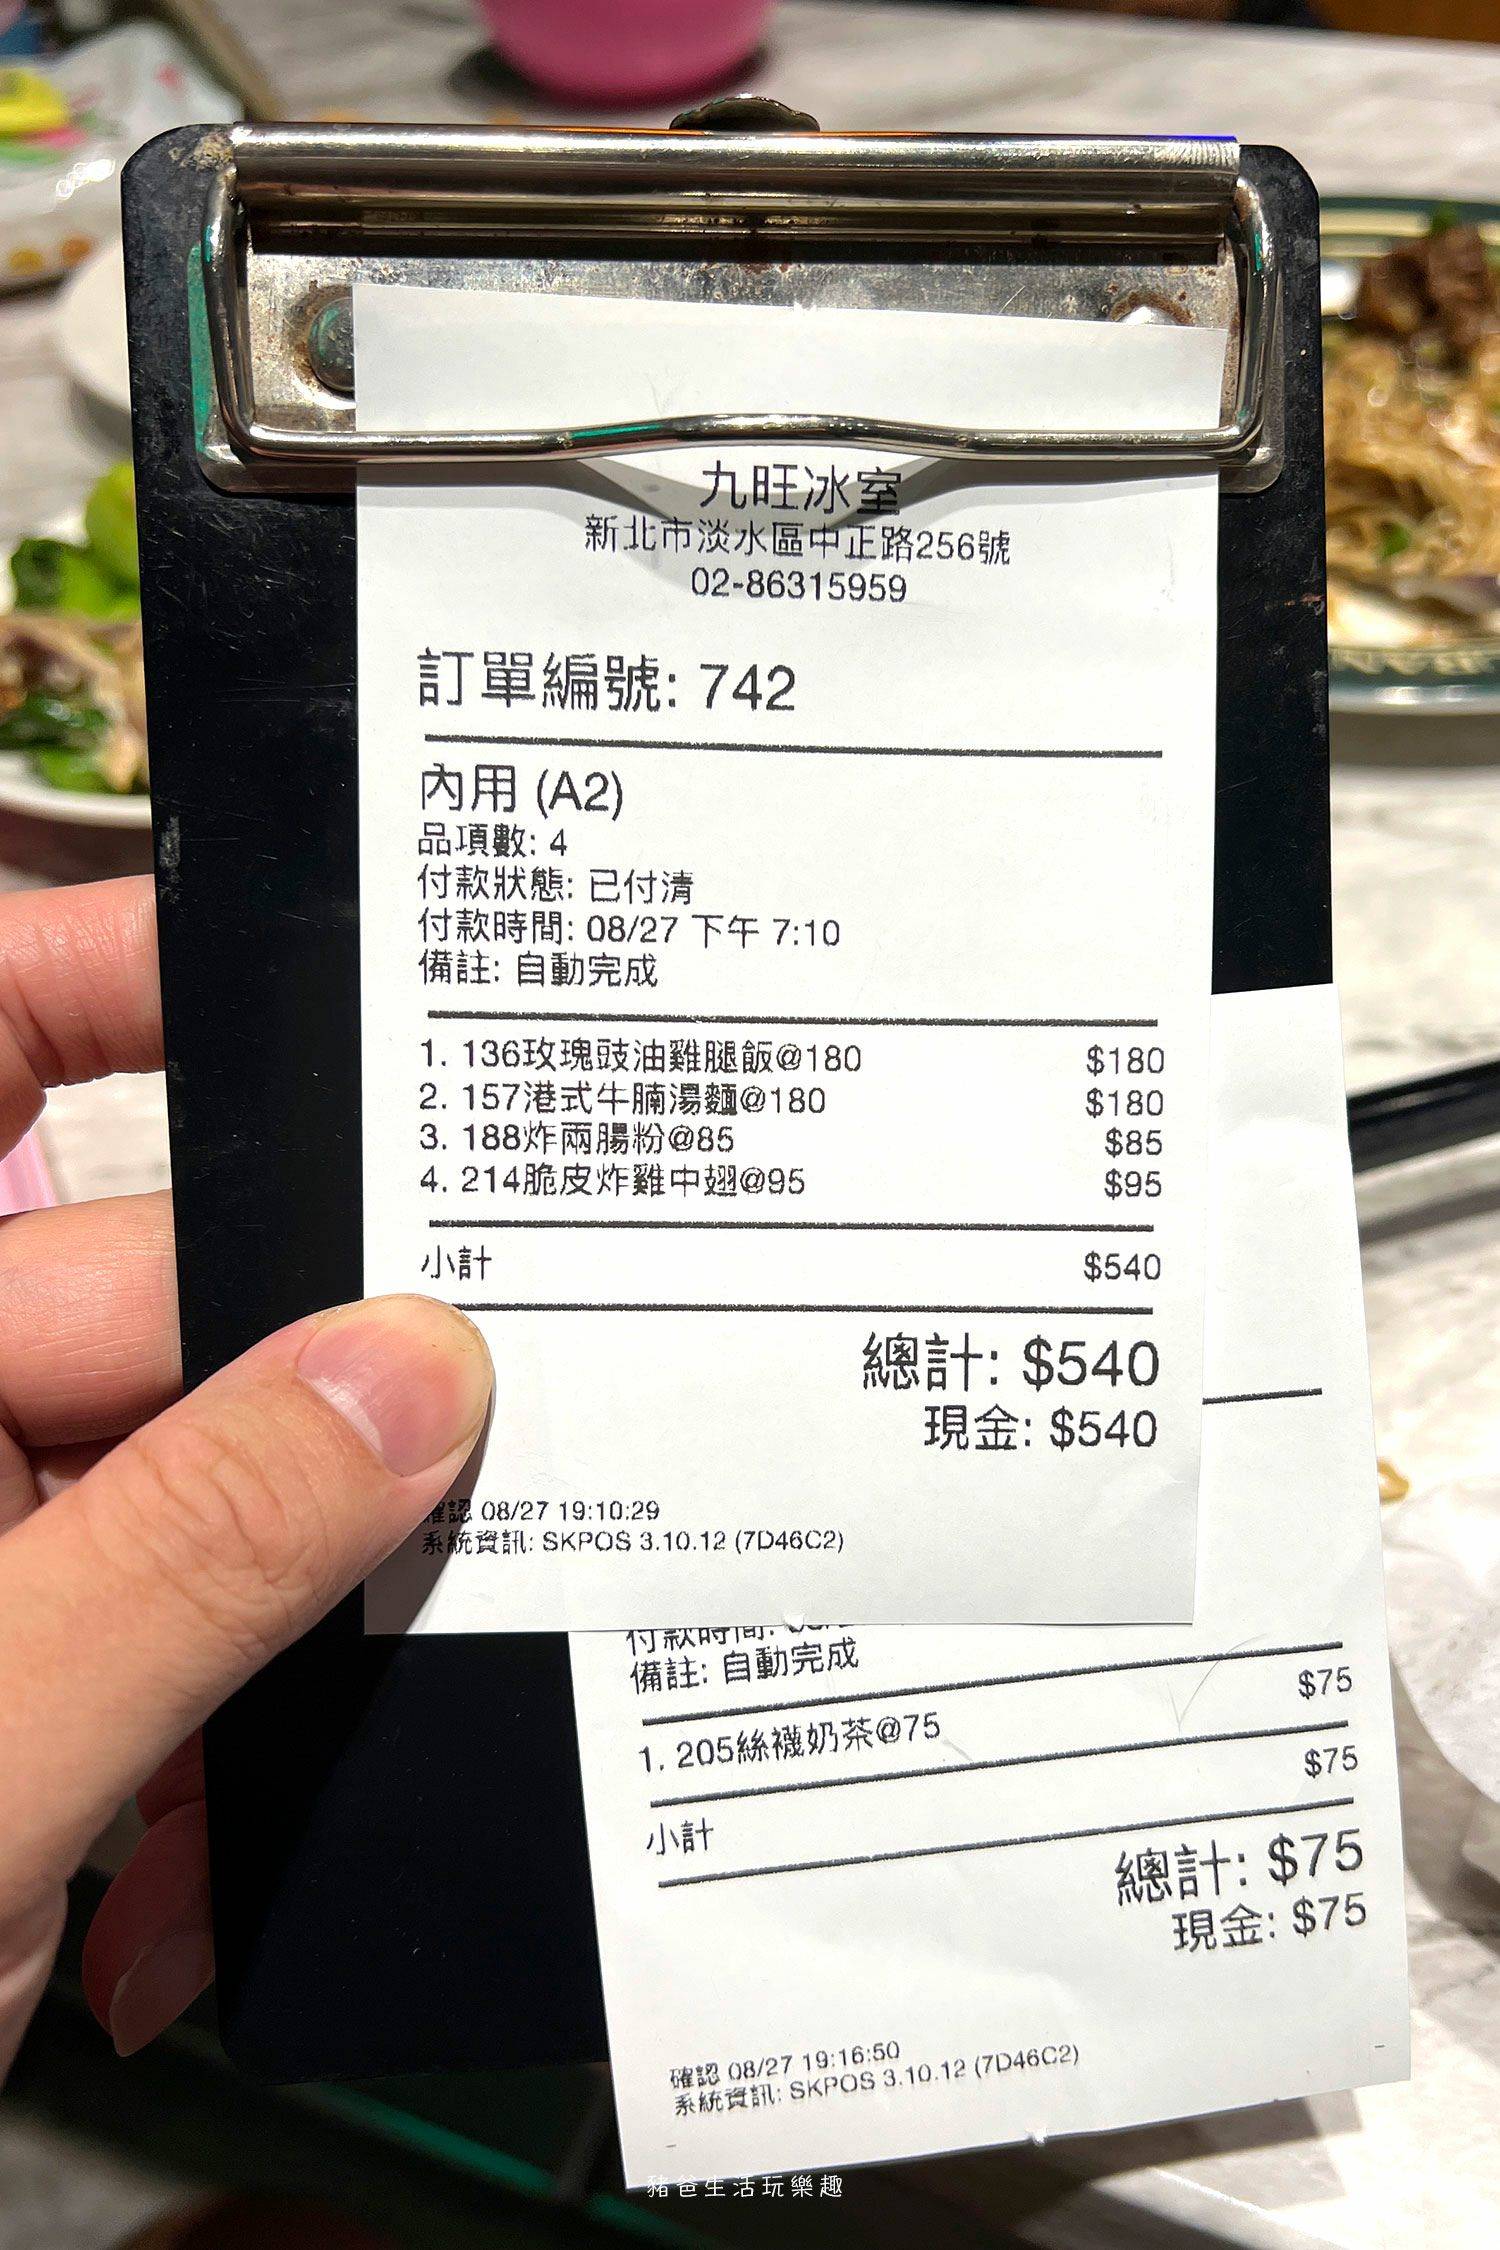 九旺冰室
新北市淡水區中正路256號
02-86315959
訂單編號: 742
內用 (A2)
品項數: 4
付款狀態: 已付清
付款時間: 08/27 下午 7:10
備註: 自動完成
1. 136玫瑰豉油雞腿飯@180 $180
2. 157港式牛腩湯麵@180 $180
3. 188炸兩腸粉@85 $85
4. 214脆皮炸雞中翅@95 $95
小計 $540
總計: $540
現金: $540
確認 08/27 19:10:29
系統資訊: SKPOS 3.10.12 (7D46C2)
付款時間:
備註: 自動完成
1. 205絲襪奶茶@75 $75
小計 $75
總計: $75
現金: $75
確認 08/27 19:16:50
系統資訊: SKPOS 3.10.12 (7D46C2)
豬爸生活玩樂趣